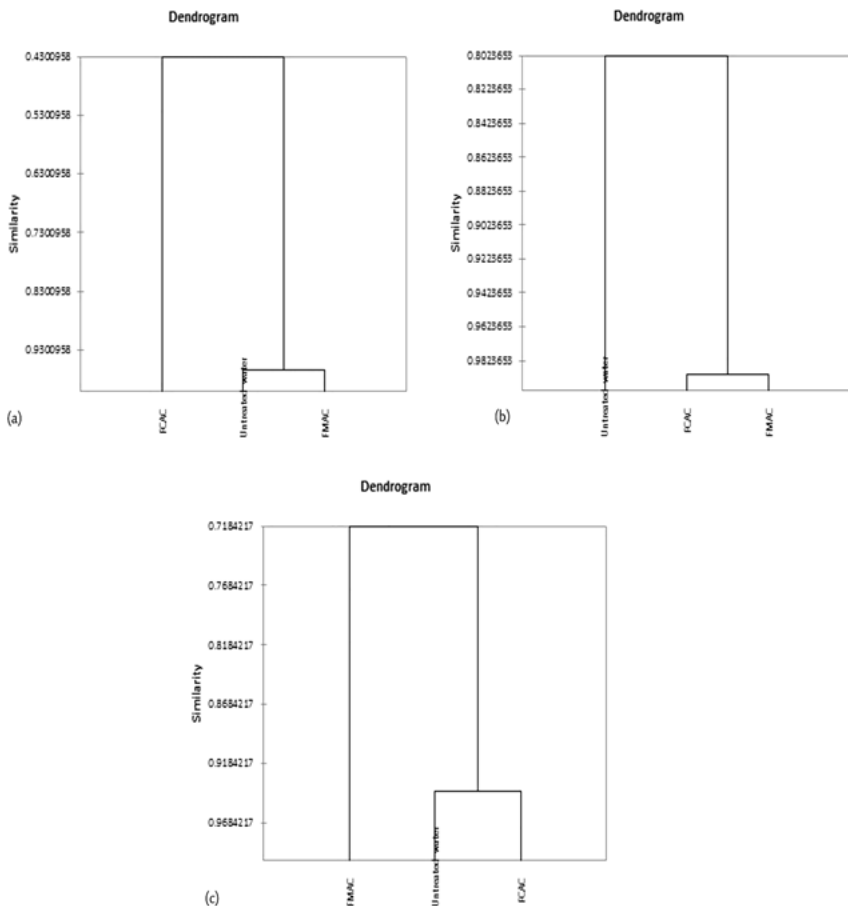 Dendrogram
0.4300958
0.5300958
0.6300958
0.7300958
0.8300958
0.9300958
Similarity
FCAC
Untreated water
FMAC
(a)
Dendrogram
0.8023653
0.8223653
0.8423653
0.8623653
0.8823653
0.9023653
0.9223653
0.9423653
0.9623653
0.9823653
Similarity
Untreated water
FCAC
FMAC
(b)
Dendrogram
0.7184217
0.7684217
0.8184217
0.8684217
0.9184217
0.9684217
Similarity
FMAC
Untreated water
FCAC
(c)